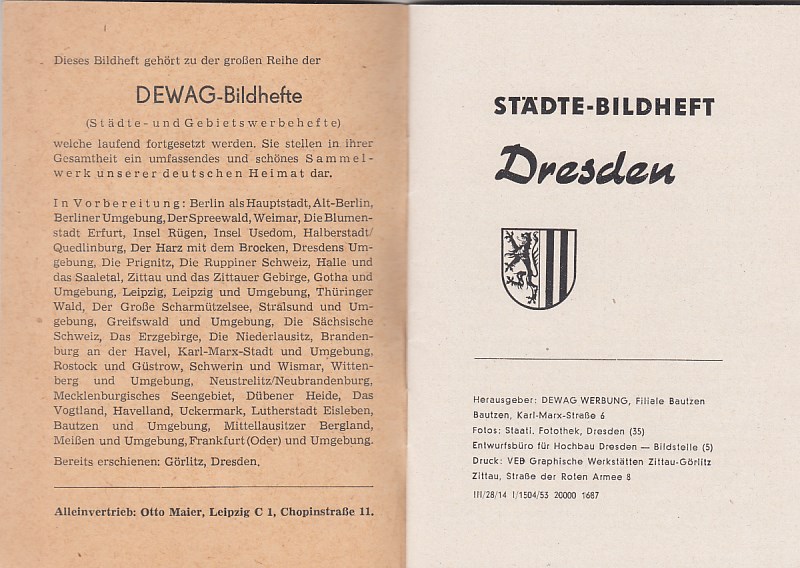 Dieses Bildheft gehört zu der großen Reihe der
DEWAG-Bildhefte
(Städte- und Gebietswerbehefte)
welche laufend fortgesetzt werden. Sie stellen in ihrer
Gesamtheit ein umfassendes und schönes Sammel-
werk unserer deutschen Heimat dar.
In Vorbereitung: Berlin als Hauptstadt, Alt-Berlin,
Berliner Umgebung, Der Spreewald, Weimar, Die Blumen-
stadt Erfurt, Insel Rügen, Insel Usedom, Halberstadt/
Quedlinburg, Der Harz mit dem Brocken, Dresdens Um-
gebung, Die Prignitz, Die Ruppiner Schweiz, Halle und
das Saaletal, Zittau und das Zittauer Gebirge, Gotha und
Umgebung, Leipzig, Leipzig und Umgebung, Thüringer
Wald, Der Große Scharmützelsee, Stralsund und Um-
gebung, Greifswald und Umgebung, Die Sächsische
Schweiz, Das Erzgebirge, Die Niederlausitz, Branden-
burg an der Havel, Karl-Marx-Stadt und Umgebung,
Rostock und Güstrow, Schwerin und Wismar, Witten-
berg und Umgebung, Neustrelitz/Neubrandenburg,
Mecklenburgisches Seengebiet, Dübener Heide, Das
Vogtland, Havelland, Uckermark, Lutherstadt Eisleben,
Bautzen und Umgebung, Mittellausitzer Bergland,
Meißen und Umgebung, Frankfurt (Oder) und Umgebung.
Bereits erschienen: Görlitz, Dresden.
Alleinvertrieb: Otto Maier, Leipzig C 1, Chopinstraße 11.
STÄDTE-BILDHEFT
Dresden
Herausgeber: DEWAG WERBUNG, Filiale Bautzen
Bautzen, Karl-Marx-Straße 6
Fotos: Staatl. Fotothek, Dresden (35)
Entwurfsbüro für Hochbau Dresden — Bildstelle (5)
Druck: VEB Graphische Werkstätten Zittau-Görlitz
Zittau, Straße der Roten Armee 8
III/28/14 I/1504/53 20000 1687